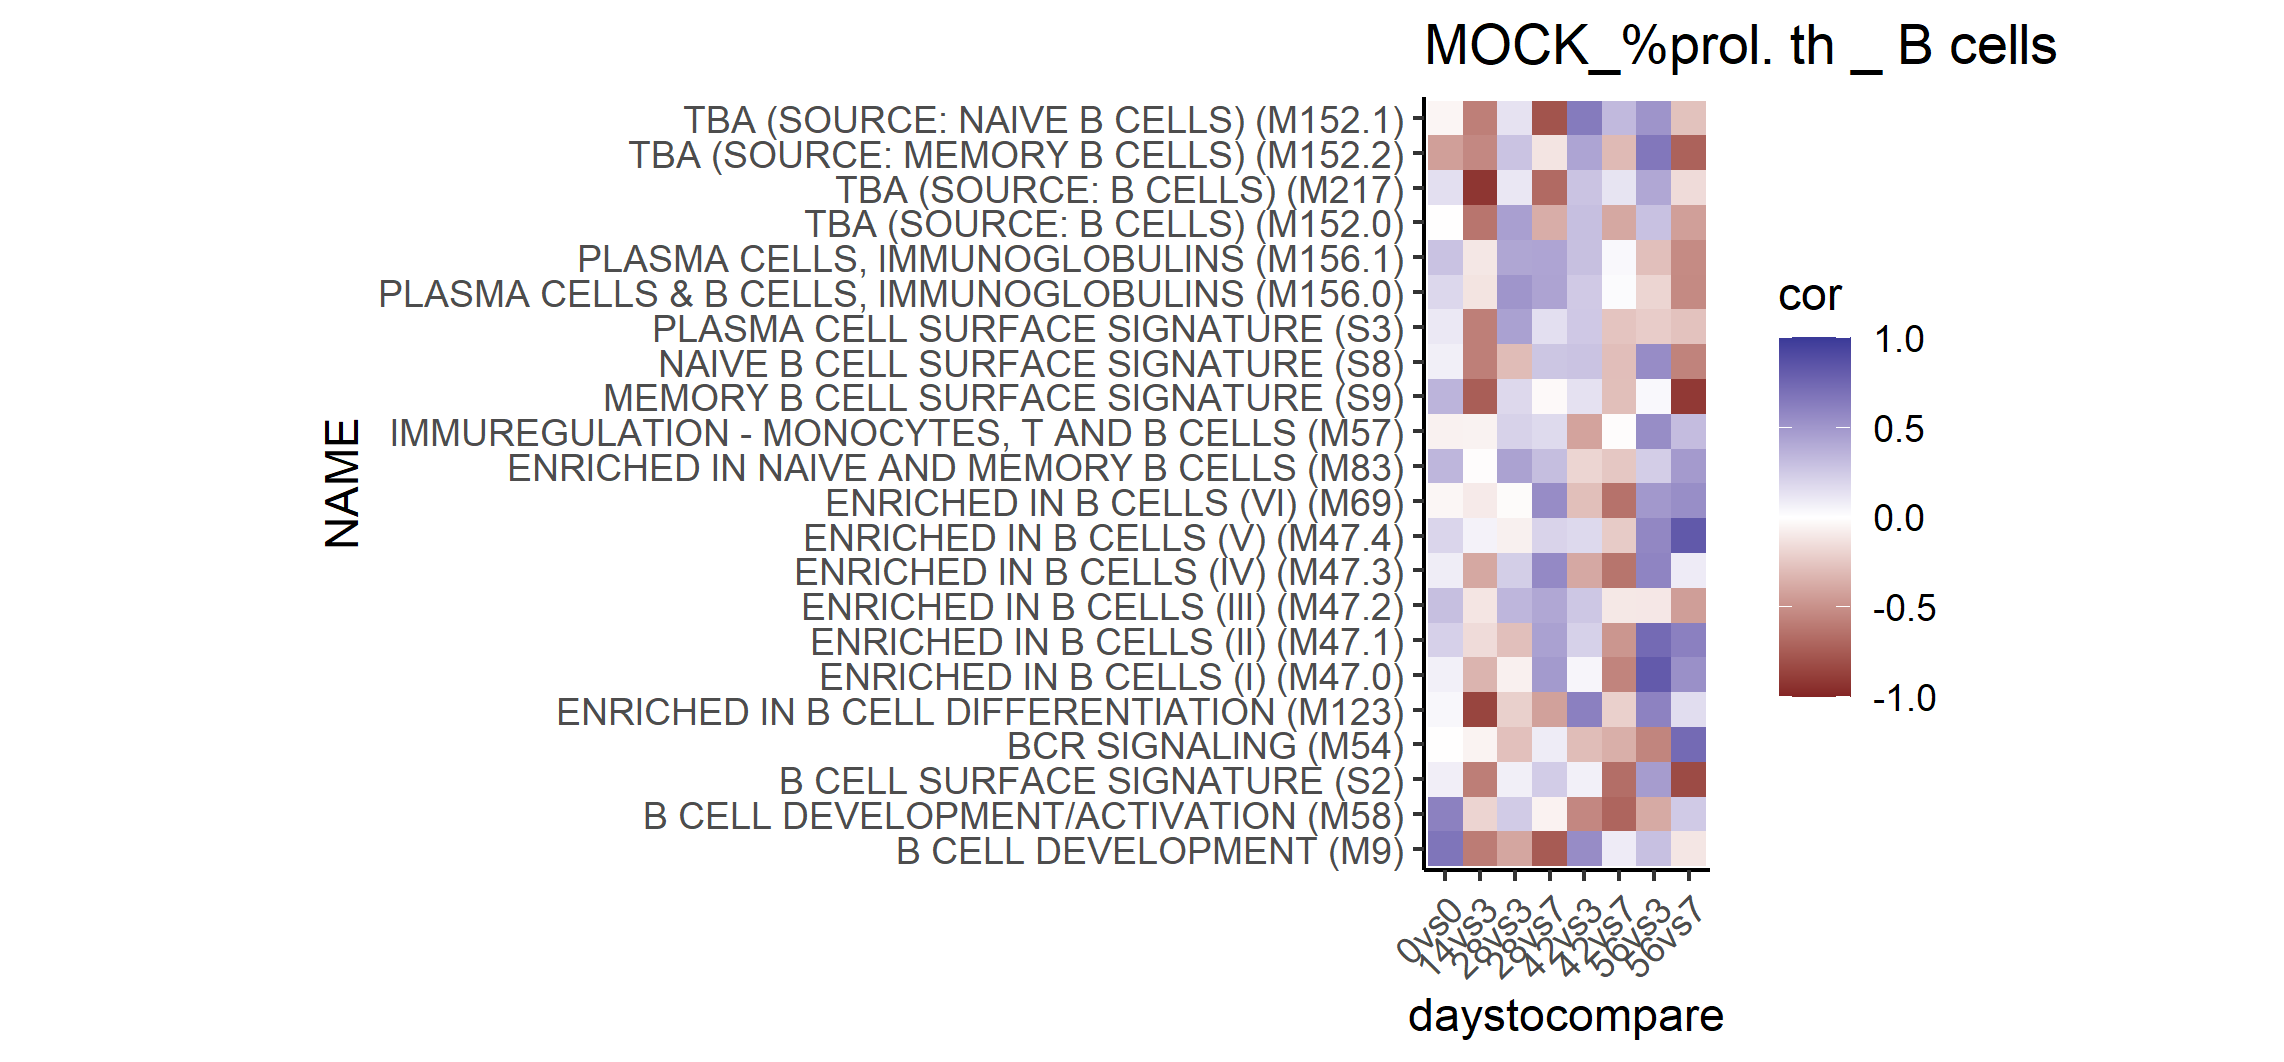 MOCK_%prol. th _ B cells
TBA (SOURCE: NAIVE B CELLS) (M152.1)
TBA (SOURCE: MEMORY B CELLS) (M152.2)
TBA (SOURCE: B CELLS) (M217)
TBA (SOURCE: B CELLS) (M152.0)
PLASMA CELLS, IMMUNOGLOBULINS (M156.1)
PLASMA CELLS & B CELLS, IMMUNOGLOBULINS (M156.0)
PLASMA CELL SURFACE SIGNATURE (S3)
NAIVE B CELL SURFACE SIGNATURE (S8)
MEMORY B CELL SURFACE SIGNATURE (S9)
IMMUREGULATION - MONOCYTES, T AND B CELLS (M57)
ENRICHED IN NAIVE AND MEMORY B CELLS (M83)
ENRICHED IN B CELLS (VI) (M69)
ENRICHED IN B CELLS (V) (M47.4)
ENRICHED IN B CELLS (IV) (M47.3)
ENRICHED IN B CELLS (III) (M47.2)
ENRICHED IN B CELLS (II) (M47.1)
ENRICHED IN B CELLS (I) (M47.0)
ENRICHED IN B CELL DIFFERENTIATION (M123)
BCR SIGNALING (M54)
B CELL SURFACE SIGNATURE (S2)
B CELL DEVELOPMENT/ACTIVATION (M58)
B CELL DEVELOPMENT (M9)
NAME
0vs0
14vs3
28vs3
28vs7
42vs3
42vs7
56vs3
56vs7
daystocompare
cor
1.0
0.5
0.0
-0.5
-1.0